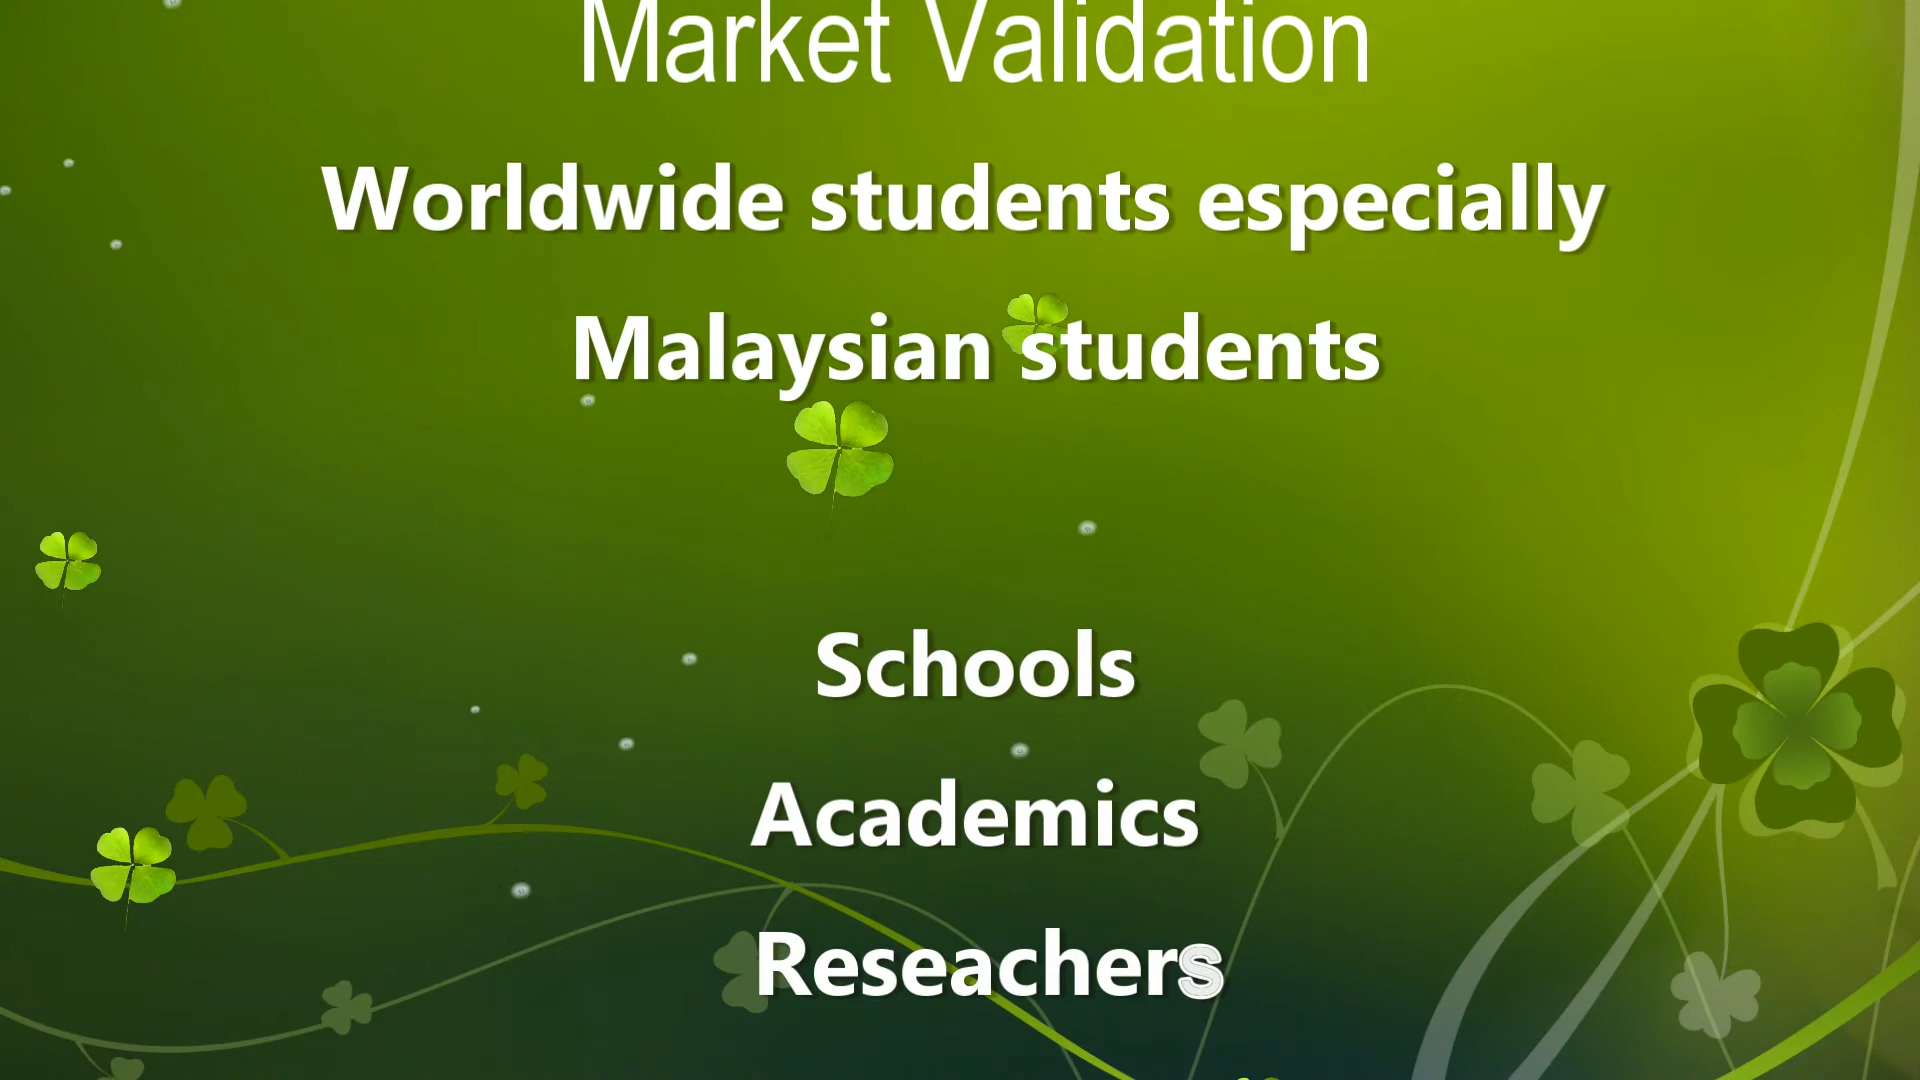 Market Validation
Worldwide students especially
Malaysian students
Schools
Academics
Reseachers